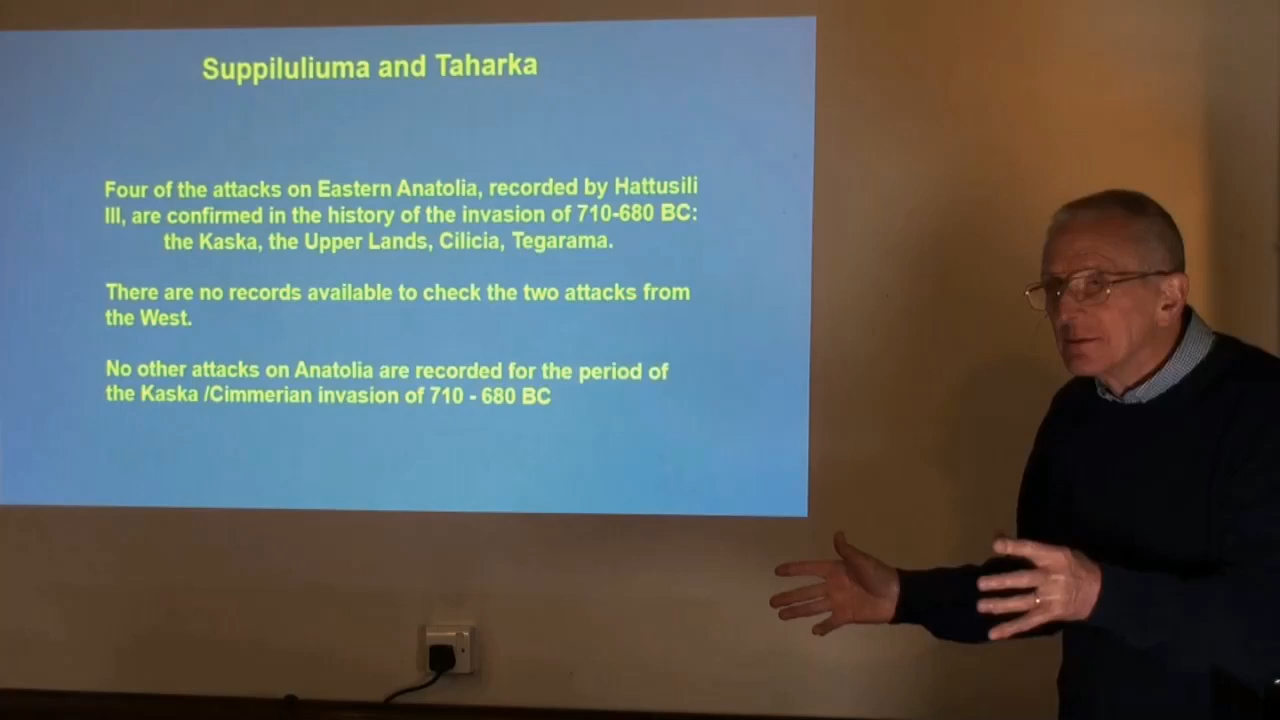 Suppiluliuma and Taharka
Four of the attacks on Eastern Anatolia, recorded by Hattusili
III, are confirmed in the history of the invasion of 710-680 BC:
the Kaska, the Upper Lands, Cilicia, Tegarama.
There are no records available to check the two attacks from
the West.
No other attacks on Anatolia are recorded for the period of
the Kaska /Cimmerian invasion of 710 - 680 BC